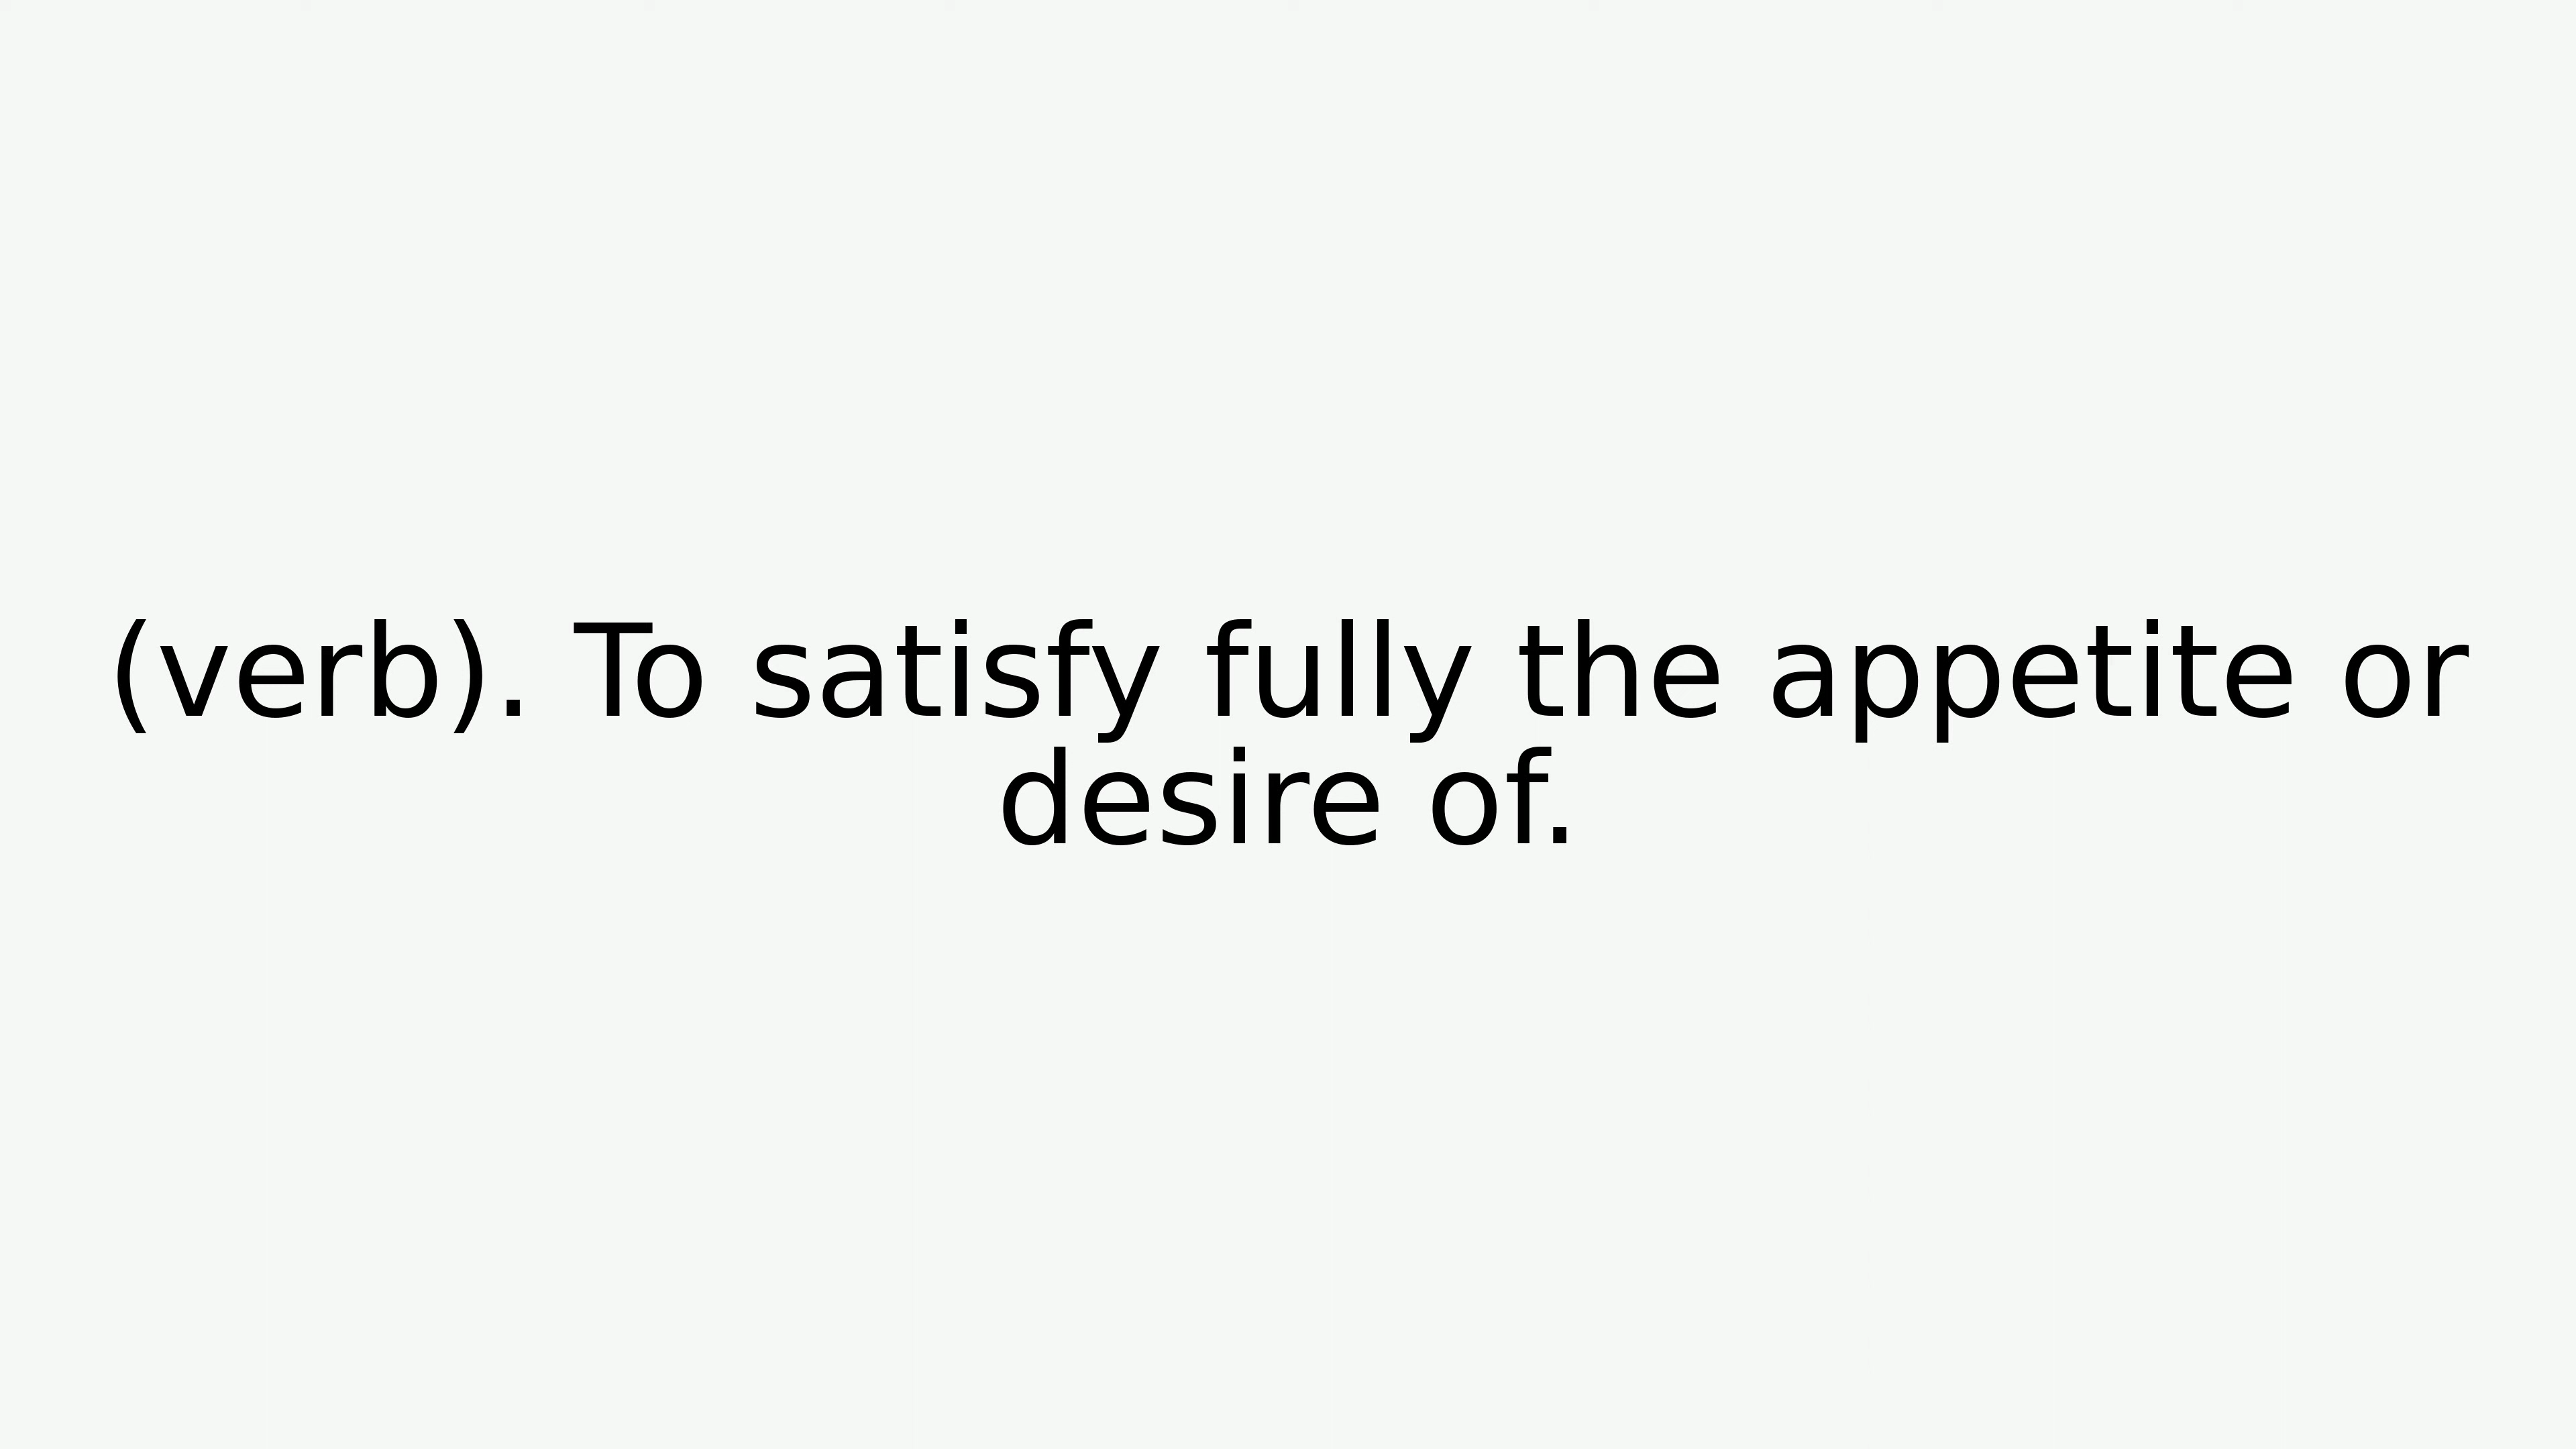 (verb). To satisfy fully the appetite or
desire of.